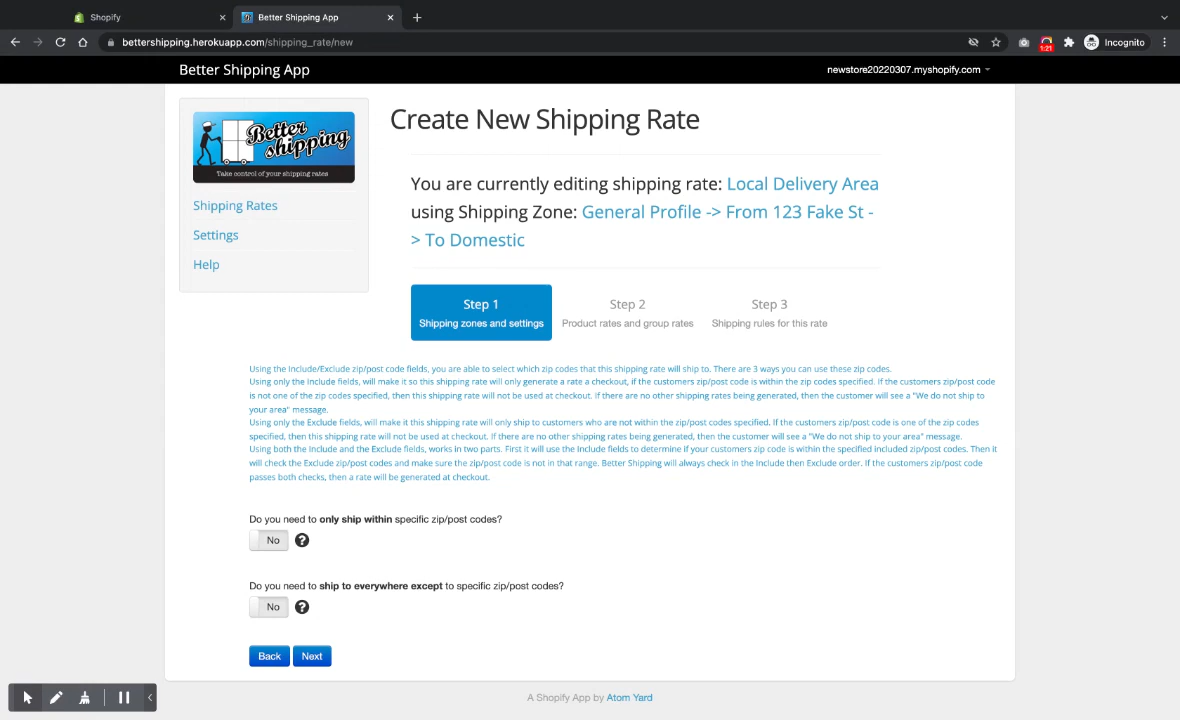 Shopify
Better Shipping App
bettershipping.herokuapp.com/shipping_rate/new
1:21
Incognito
Better Shipping App
newstore20220307.myshopify.com
Better
shipping
Take control of your shipping rates
Shipping Rates
Settings
Help
Create New Shipping Rate
You are currently editing shipping rate: Local Delivery Area
using Shipping Zone: General Profile -> From 123 Fake St -
> To Domestic
Step 1
Shipping zones and settings
Step 2
Product rates and group rates
Step 3
Shipping rules for this rate
Using the Include/Exclude zip/post code fields, you are able to select which zip codes that this shipping rate will ship to. There are 3 ways you can use these zip codes.
Using only the Include fields, will make it so this shipping rate will only generate a rate a checkout, if the customers zip/post code is within the zip codes specified. If the customers zip/post code
is not one of the zip codes specified, then this shipping rate will not be used at checkout. If there are no other shipping rates being generated, then the customer will see a "We do not ship to
your area" message.
Using only the Exclude fields, will make it this shipping rate will only ship to customers who are not within the zip/post codes specified. If the customers zip/post code is one of the zip codes
specified, then this shipping rate will not be used at checkout. If there are no other shipping rates being generated, then the customer will see a "We do not ship to your area" message.
Using both the Include and the Exclude fields, works in two parts. First it will use the Include fields to determine if your customers zip code is within the specified included zip/post codes. Then it
will check the Exclude zip/post codes and make sure the zip/post code is not in that range. Better Shipping will always check in the Include then Exclude order. If the customers zip/post code
passes both checks, then a rate will be generated at checkout.
Do you need to only ship within specific zip/post codes?
No
Do you need to ship to everywhere except to specific zip/post codes?
No
Back
Next
A Shopify App by Atom Yard